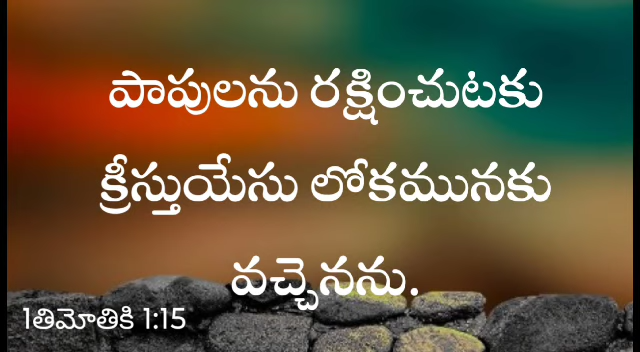 పాపులను రక్షించుటకు
క్రీస్తుయేసు లోకమునకు
వచ్చెనను.
1తిమోతికి 1:15